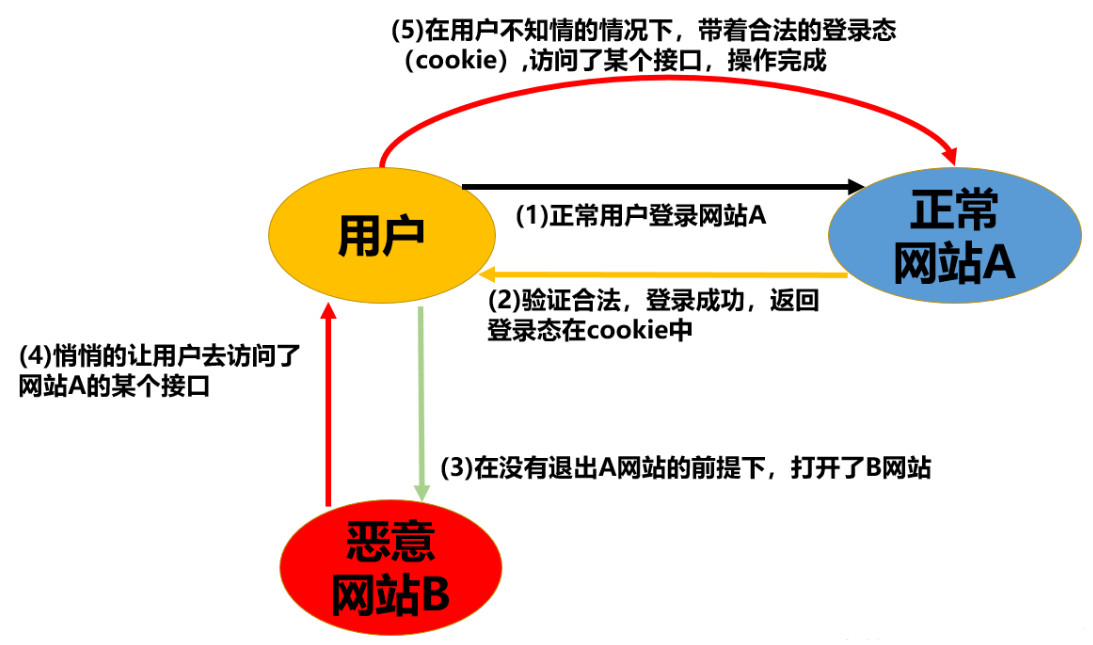 (5)在用户不知情的情况下，带着合法的登录态
（cookie）,访问了某个接口，操作完成
用户
(1)正常用户登录网站A
正常
网站A
(2)验证合法，登录成功，返回
登录态在cookie中
(4)悄悄的让用户去访问了
网站A的某个接口
(3)在没有退出A网站的前提下，打开了B网站
恶意
网站B